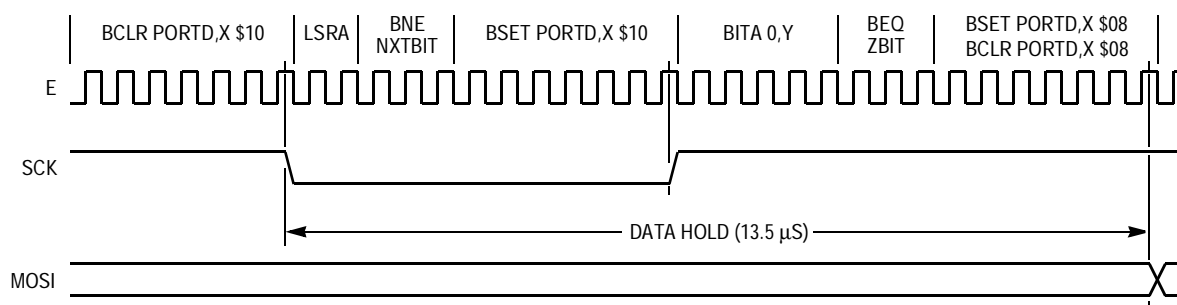 BCLR PORTD,X $10
LSRA
BNE
NXTBIT
BSET PORTD,X $10
BITA 0,Y
BEQ
ZBIT
BSET PORTD,X $08
BCLR PORTD,X $08
E
SCK
DATA HOLD (13.5 μS)
MOSI